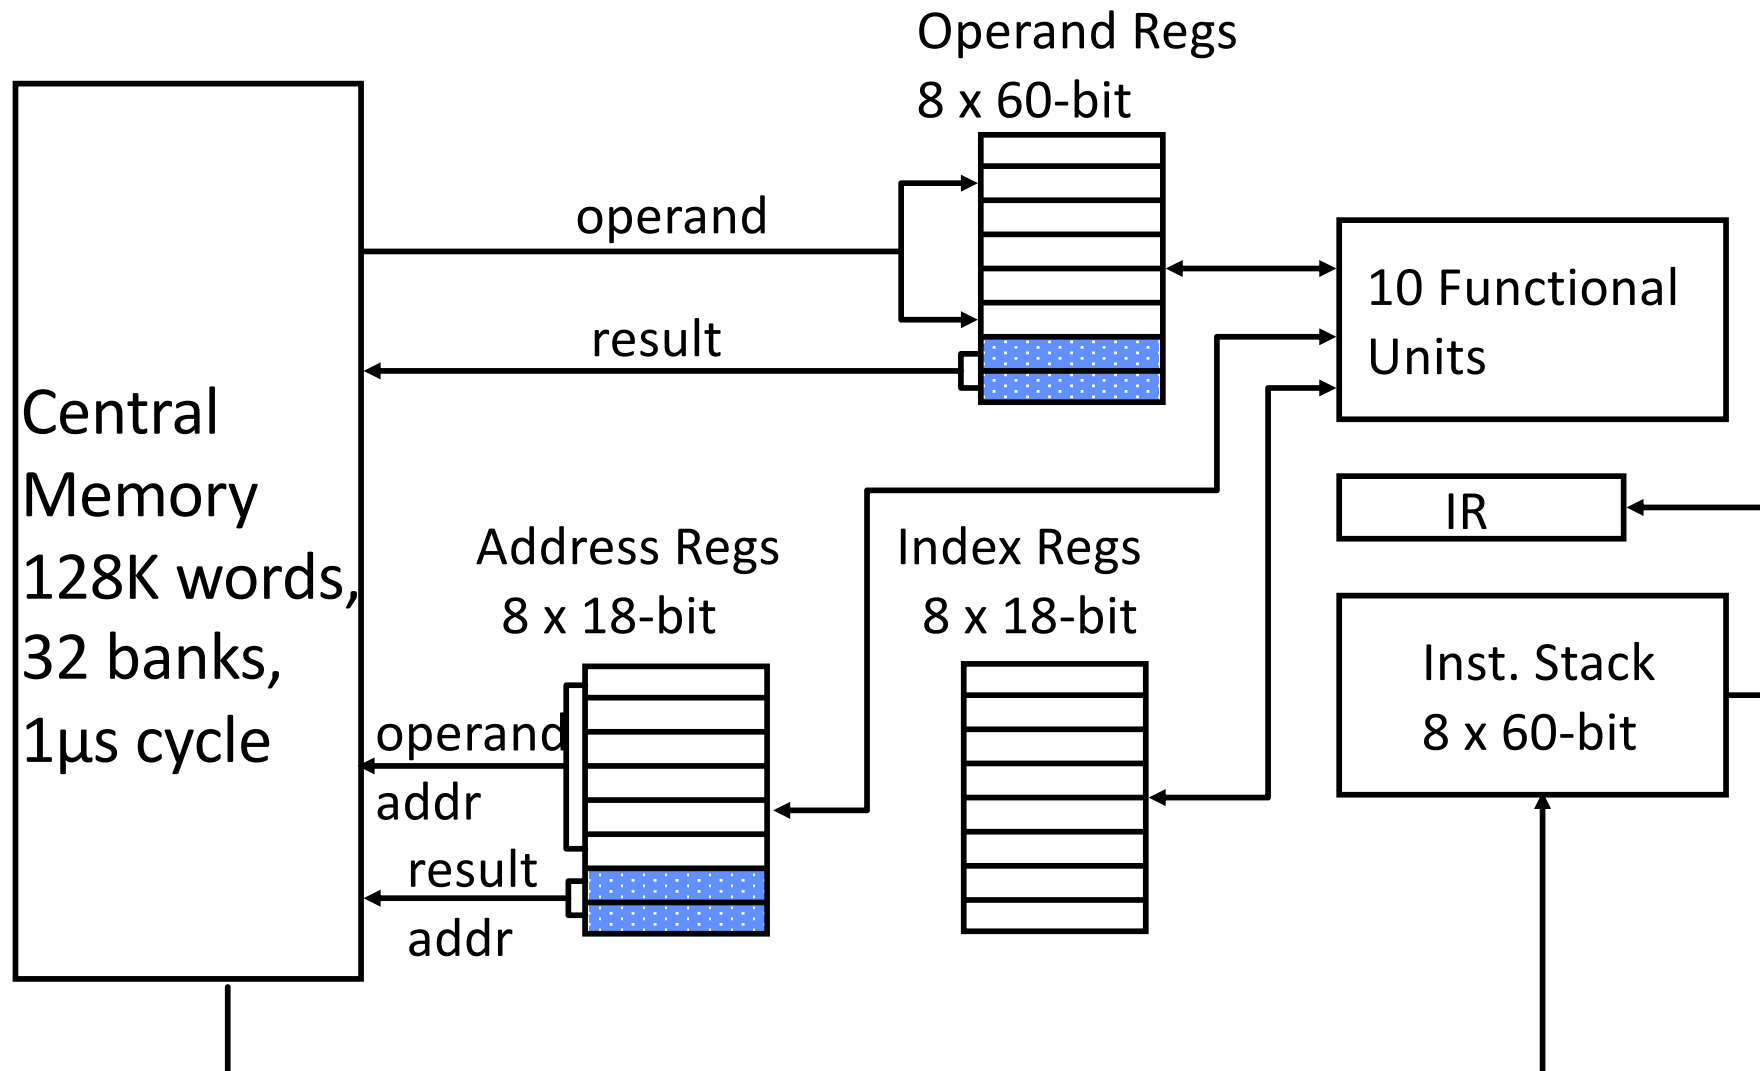 Operand Regs
8 x 60-bit
operand
result
10 Functional
Units
Central
Memory
128K words,
32 banks,
1µs cycle
IR
Address Regs
8 x 18-bit
Index Regs
8 x 18-bit
Inst. Stack
8 x 60-bit
operand
addr
result
addr